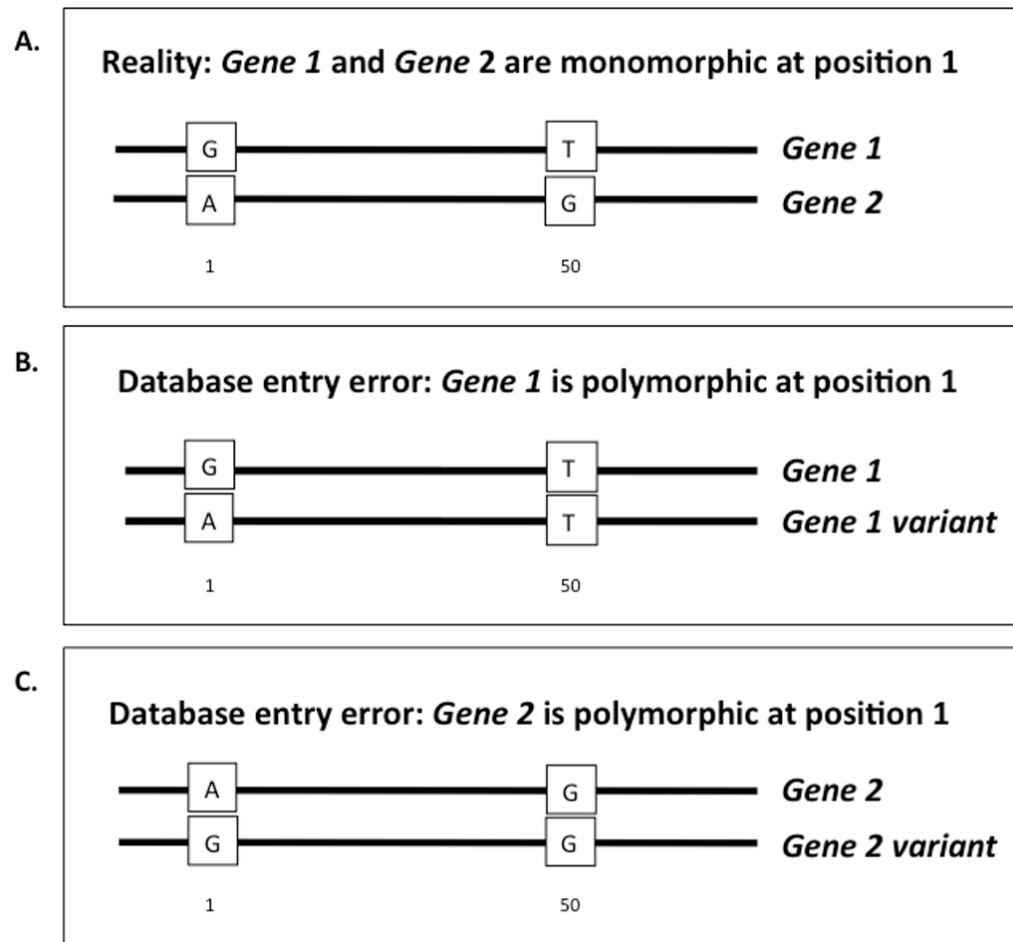 A.
Reality: Gene 1 and Gene 2 are monomorphic at position 1
G T Gene 1
A G Gene 2
1 50
B.
Database entry error: Gene 1 is polymorphic at position 1
G T Gene 1
A T Gene 1 variant
1 50
C.
Database entry error: Gene 2 is polymorphic at position 1
A G Gene 2
G G Gene 2 variant
1 50